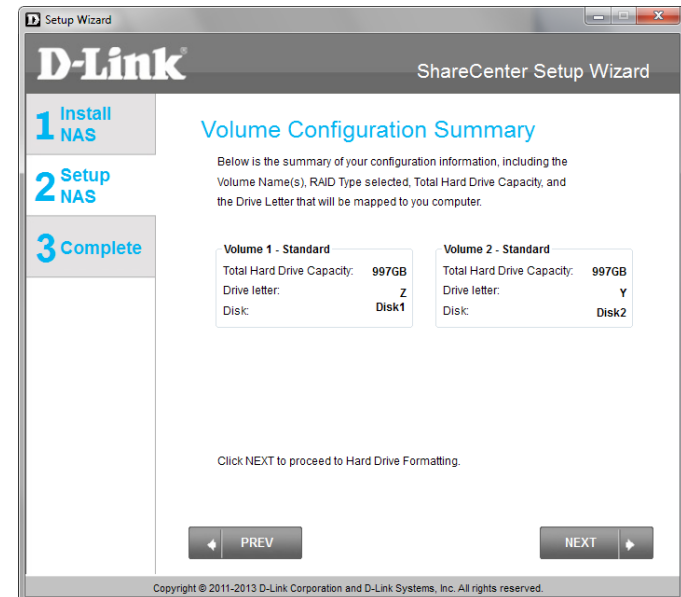 Setup Wizard
D-Link®
ShareCenter Setup Wizard
1 Install NAS
2 Setup NAS
3 Complete
Volume Configuration Summary
Below is the summary of your configuration information, including the
Volume Name(s), RAID Type selected, Total Hard Drive Capacity, and
the Drive Letter that will be mapped to you computer.
Volume 1 - Standard
Total Hard Drive Capacity: 997GB
Drive letter: Z
Disk: Disk1
Volume 2 - Standard
Total Hard Drive Capacity: 997GB
Drive letter: Y
Disk: Disk2
Click NEXT to proceed to Hard Drive Formatting.
PREV
NEXT
Copyright © 2011-2013 D-Link Corporation and D-Link Systems, Inc. All rights reserved.